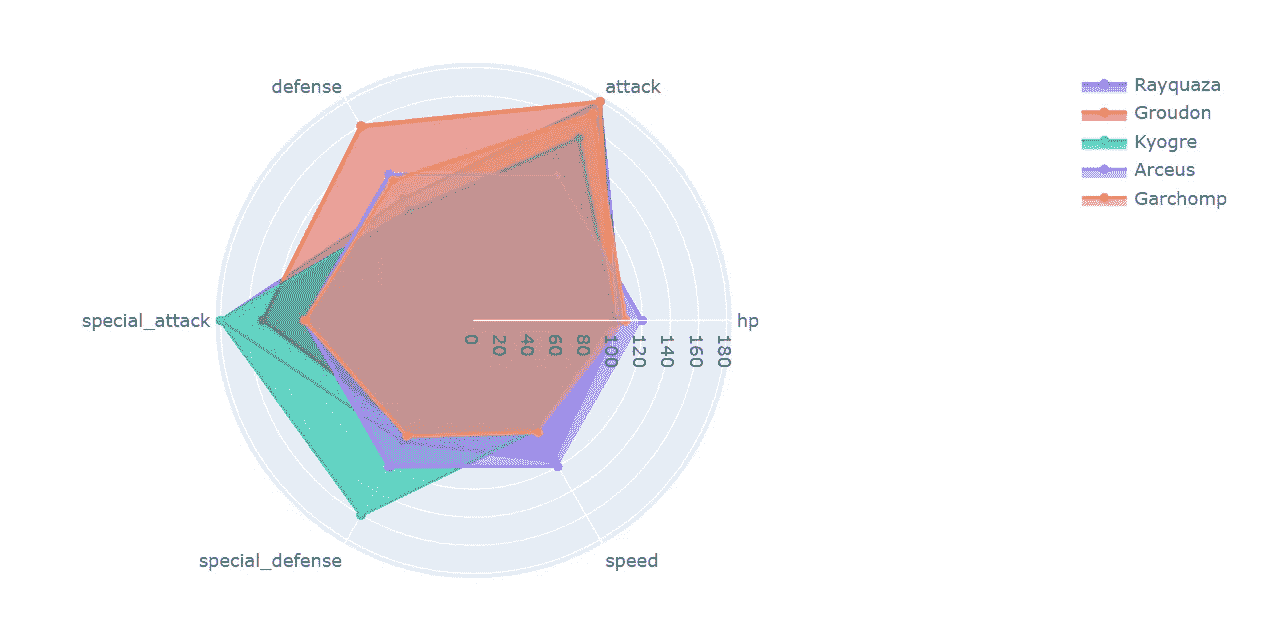 defense
attack
special_attack
hp
0
20
40
60
80
100
120
140
160
180
special_defense
speed
Rayquaza
Groudon
Kyogre
Arceus
Garchomp